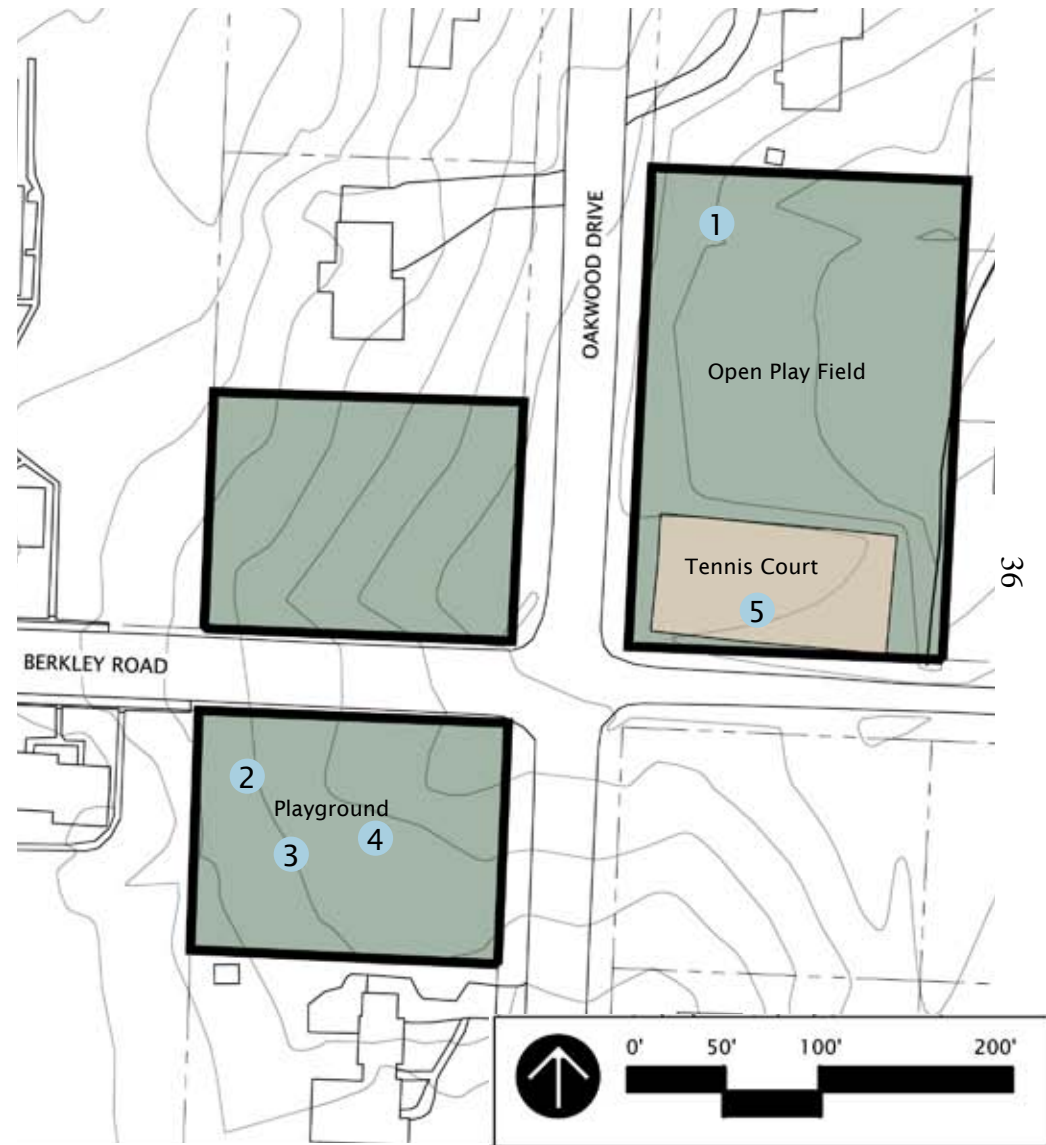 1
OAKWOOD DRIVE
Open Play Field
Tennis Court
5
36
BERKLEY ROAD
2
Playground
4
3
0' 50' 100' 200'